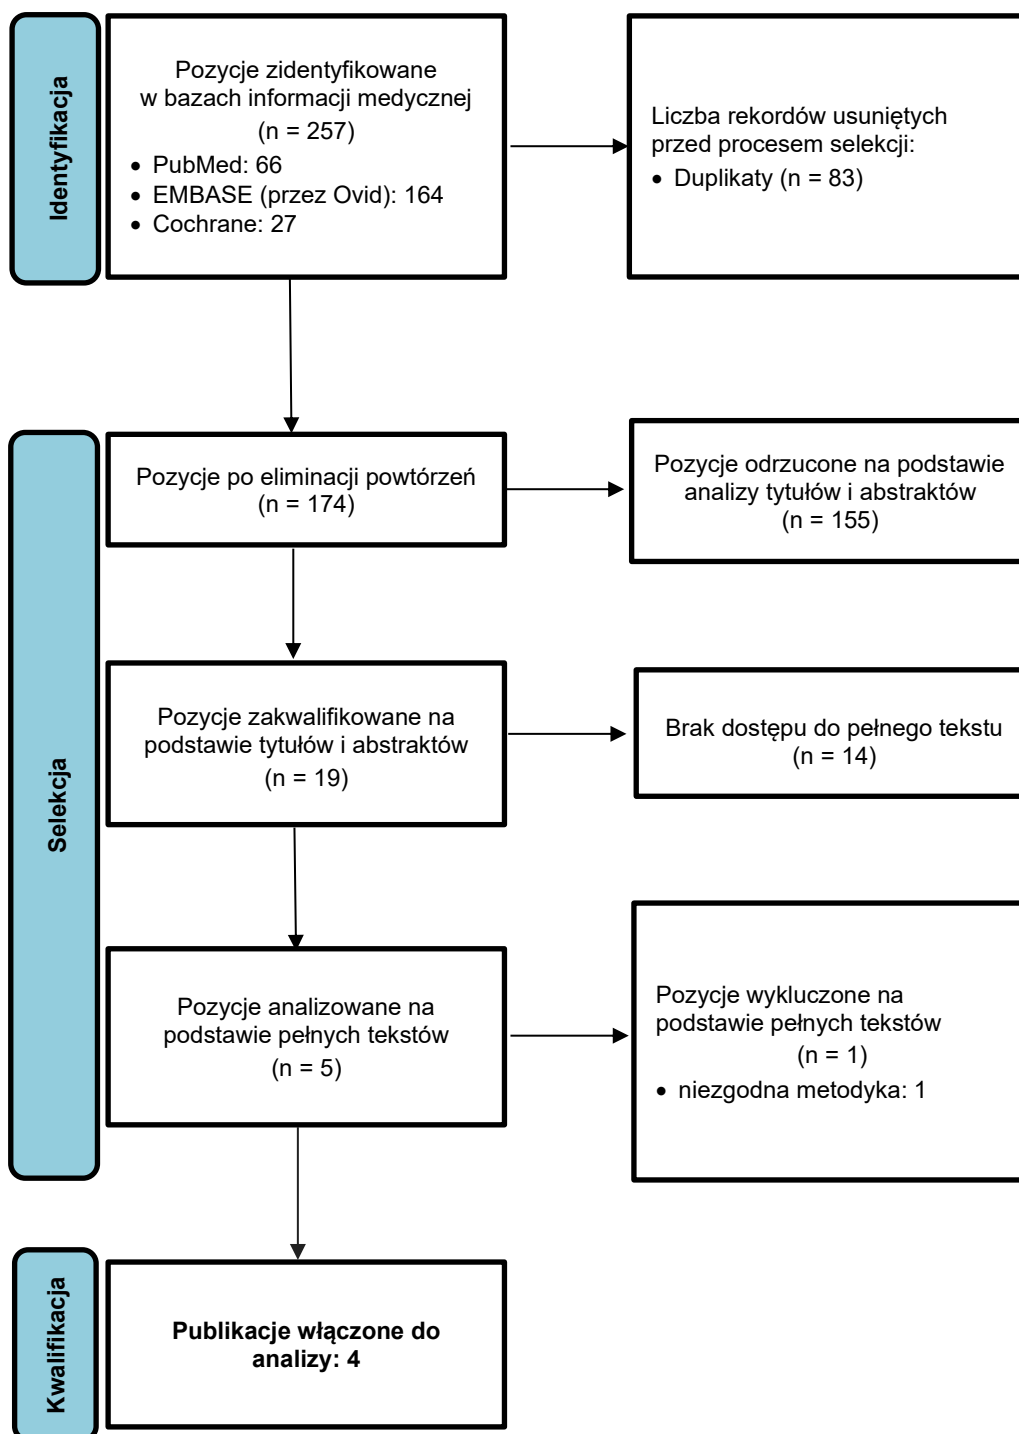 Identyfikacja
Pozycje zidentyfikowane
w bazach informacji medycznej
(n = 257)
• PubMed: 66
• EMBASE (przez Ovid): 164
• Cochrane: 27
Liczba rekordów usuniętych
przed procesem selekcji:
• Duplikaty (n = 83)
Selekcja
Pozycje po eliminacji powtórzeń
(n = 174)
Pozycje odrzucone na podstawie
analizy tytułów i abstraktów
(n = 155)
Pozycje zakwalifikowane na
podstawie tytułów i abstraktów
(n = 19)
Brak dostępu do pełnego tekstu
(n = 14)
Pozycje analizowane na
podstawie pełnych tekstów
(n = 5)
Pozycje wykluczone na
podstawie pełnych tekstów
(n = 1)
• niezgodna metodyka: 1
Kwalifikacja
Publikacje włączone do
analizy: 4